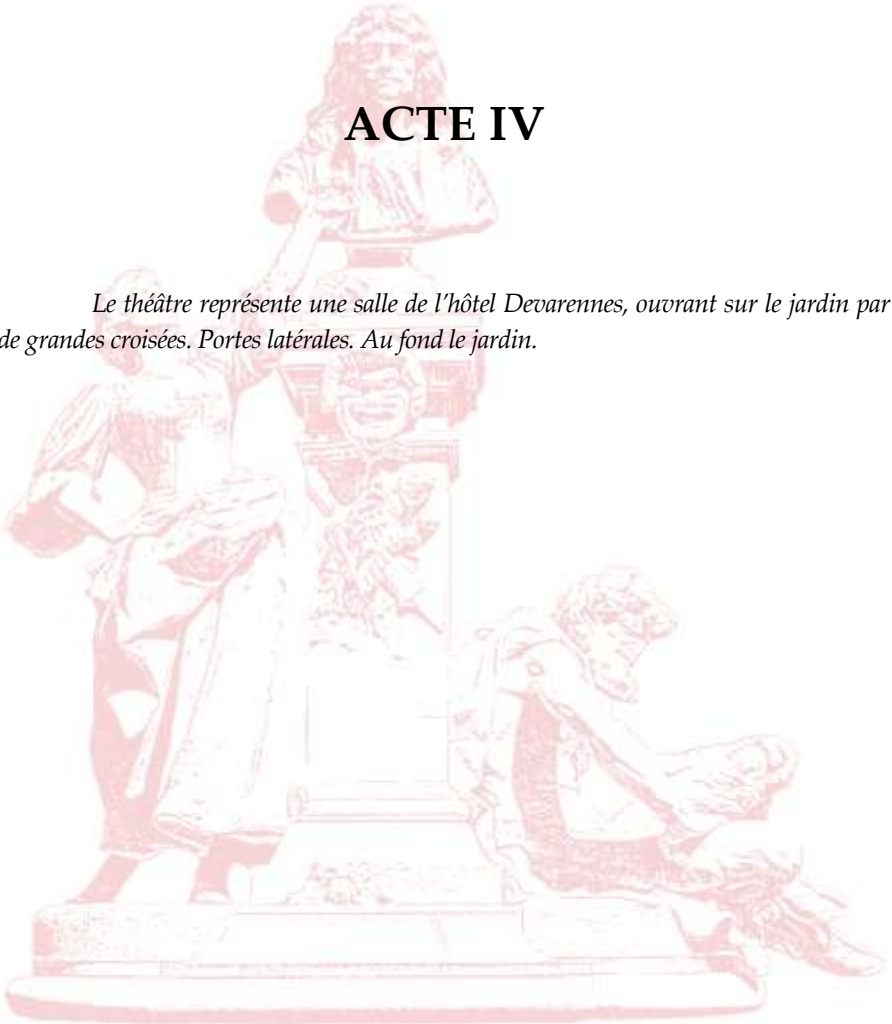 ACTE IV
Le théâtre représente une salle de l’hôtel Devarennes, ouvrant sur le jardin par
de grandes croisées. Portes latérales. Au fond le jardin.